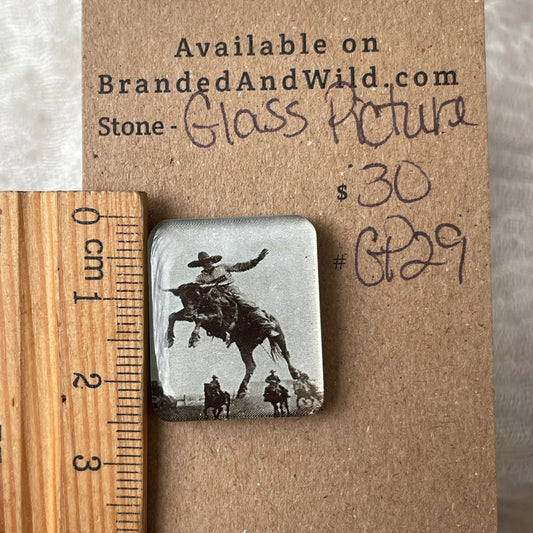 Available on
BrandedAndWild.com
Stone - Glass Picture
$ 30
# GP29
0 cm
1
2
3